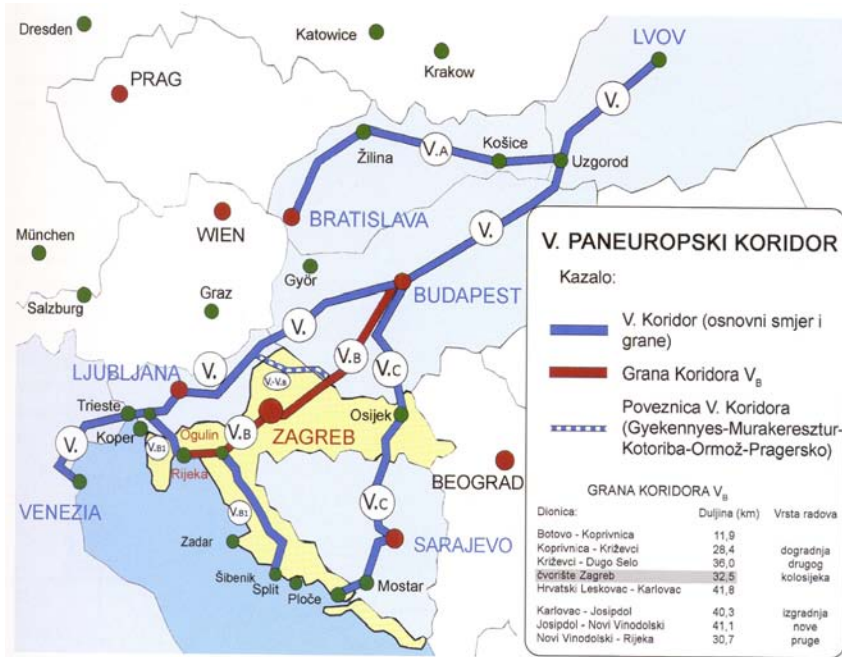 Dresden
Katowice
Krakow
LVOV
PRAG
V.
V.A
Košice
Žilina
Uzgorod
BRATISLAVA
WIEN
V.
München
Györ
BUDAPEST
Salzburg
Graz
V.
V.B
LJUBLJANA
V.
V.-V.B
V.C
Trieste
Koper
Ogulin
V.B
ZAGREB
Osijek
V.
V.B1
Rijeka
BEOGRAD
VENEZIA
V.B1
V.C
Zadar
SARAJEVO
Šibenik
Split
Ploče
Mostar
V. PANEUROPSKI KORIDOR
Kazalo:
V. Koridor (osnovni smjer i
grane)
Grana Koridora VB
Poveznica V. Koridora
(Gyekennyes-Murakeresztur-
Kotoriba-Ormož-Pragersko)
GRANA KORIDORA VB
Dionica: Duljina (km) Vrsta radova
Botovo - Koprivnica 11,9
Koprivnica - Križevci 28,4 dogradnja
Križevci - Dugo Selo 36,0 drugog
čvorište Zagreb 32,5 kolosijeka
Hrvatski Leskovac - Karlovac 41,8
Karlovac - Josipdol 40,3 izgradnja
Josipdol - Novi Vinodolski 41,1 nove
Novi Vinodolski - Rijeka 30,7 pruge